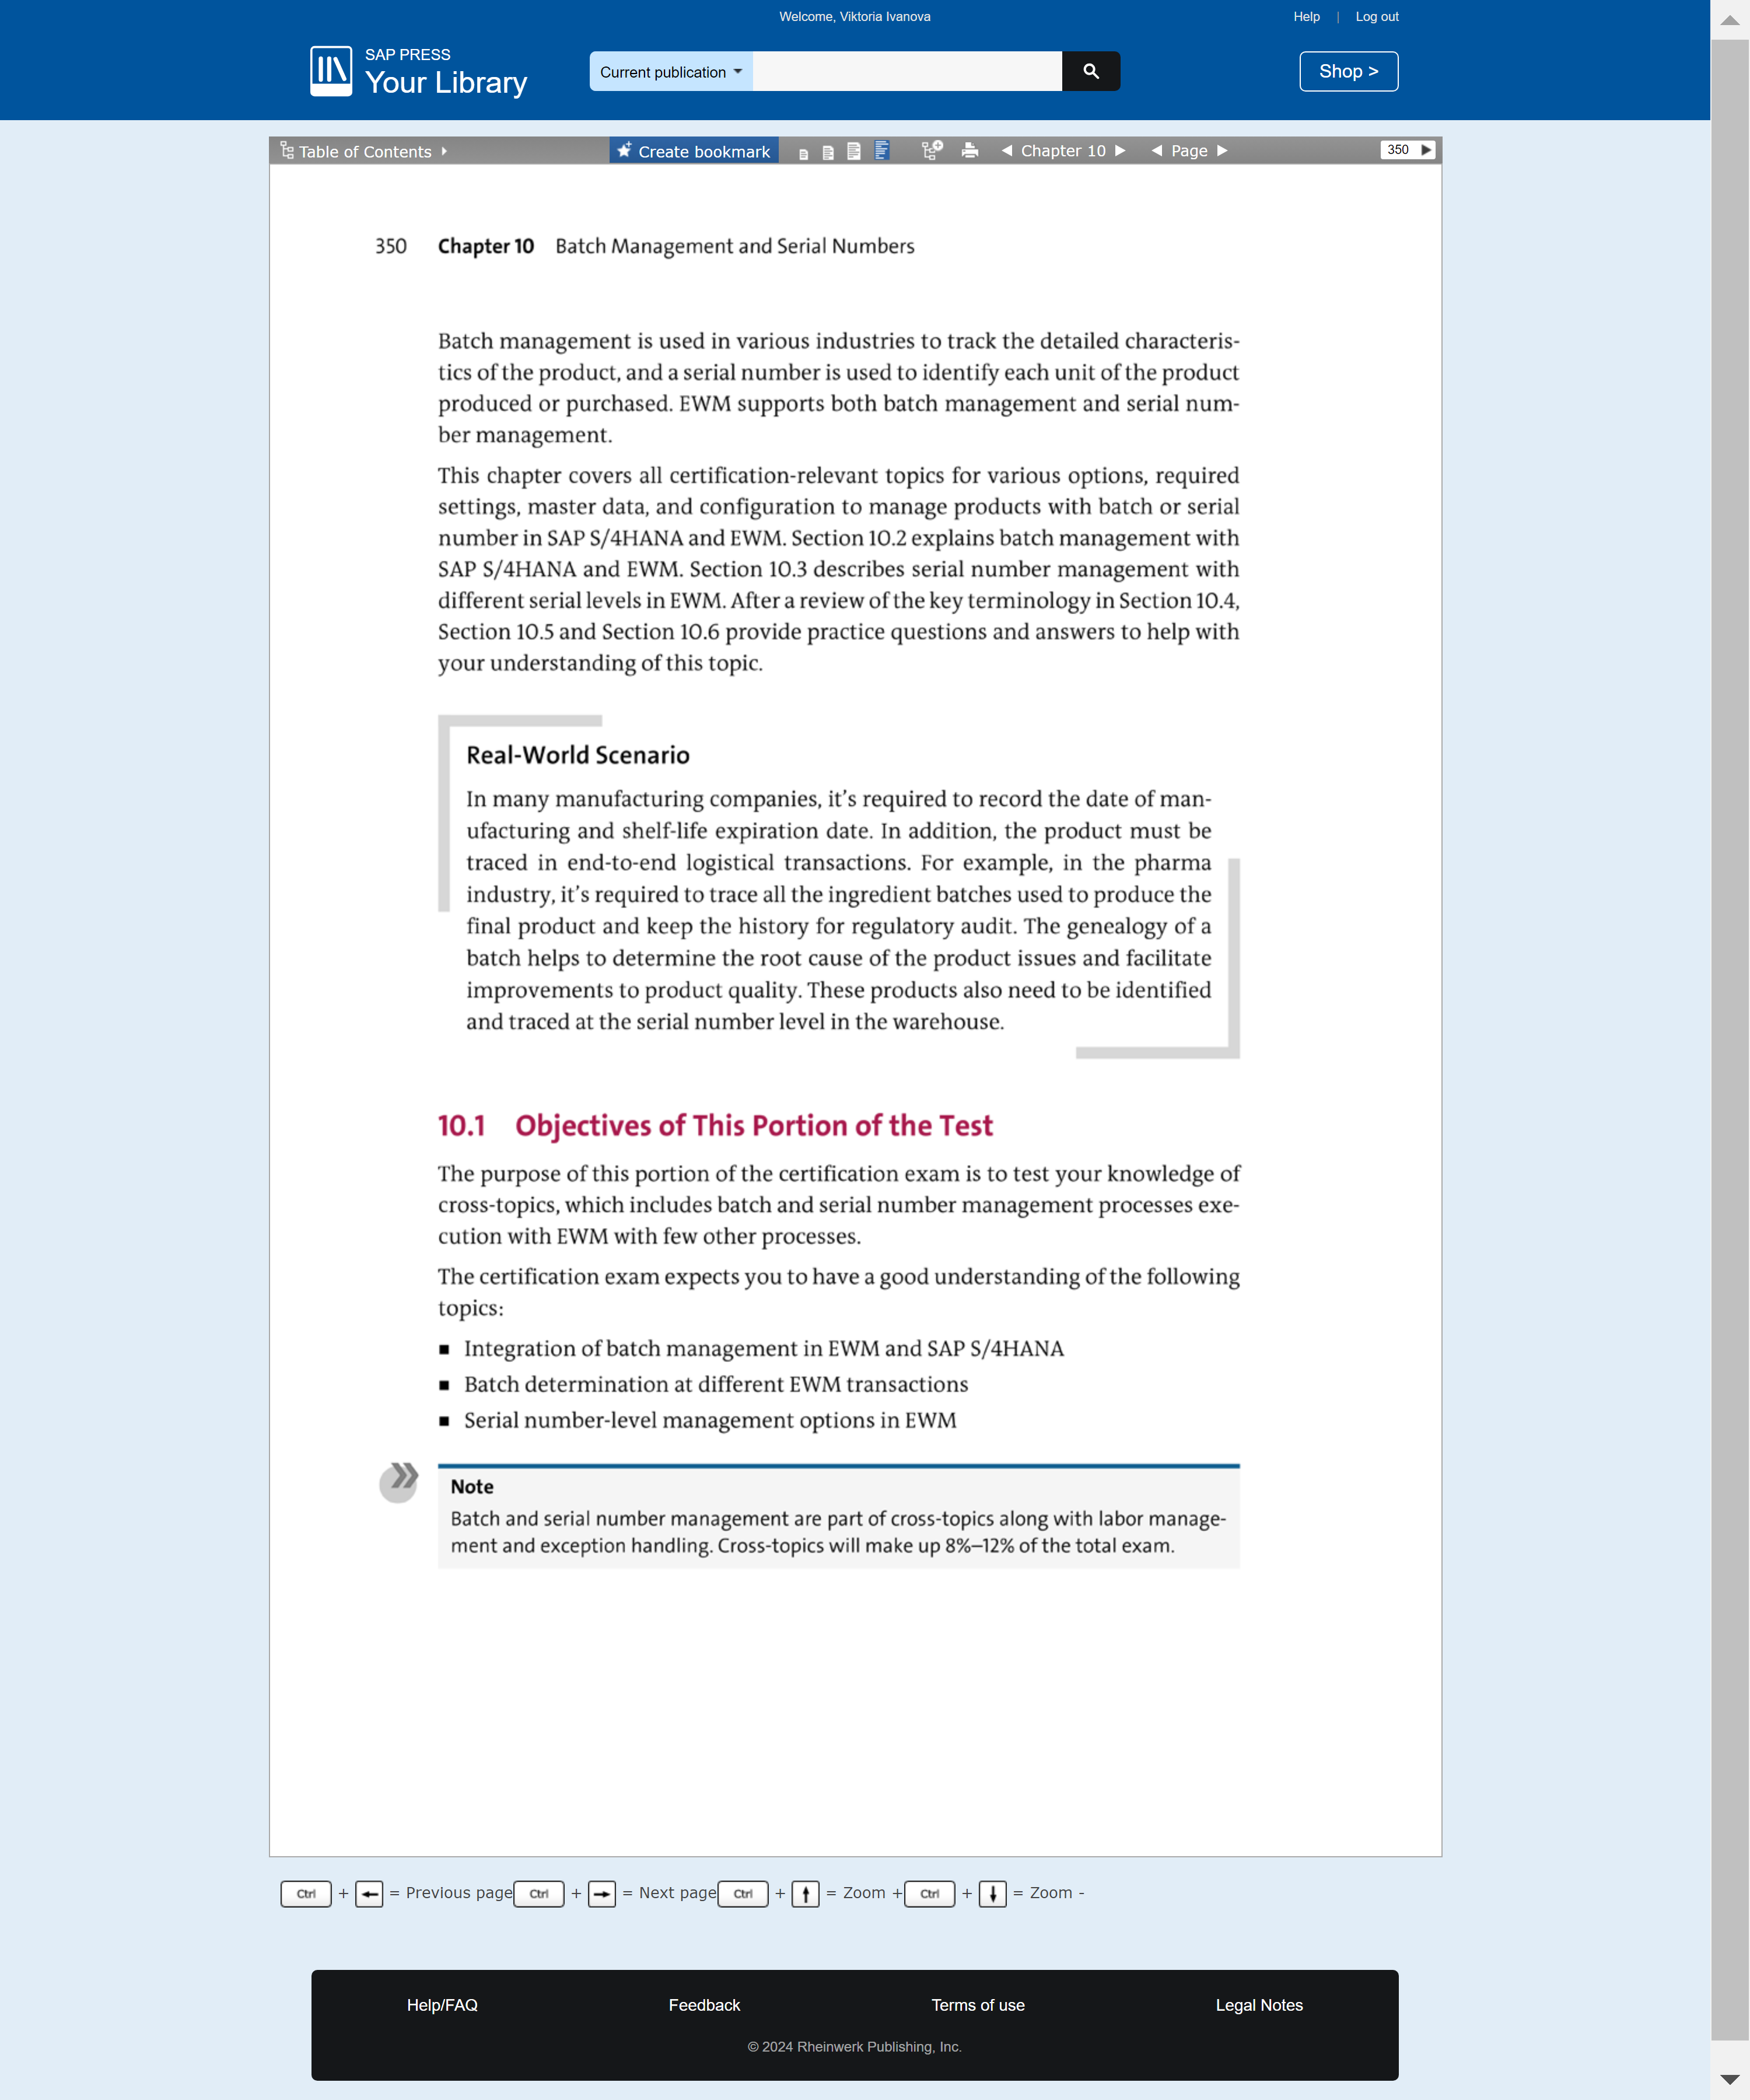 Welcome, Viktoria Ivanova
Help | Log out
SAP PRESS
Your Library
Current publication
Shop >
Table of Contents
Create bookmark
Chapter 10
Page
350
350 Chapter 10 Batch Management and Serial Numbers
Batch management is used in various industries to track the detailed characteris-
tics of the product, and a serial number is used to identify each unit of the product
produced or purchased. EWM supports both batch management and serial num-
ber management.
This chapter covers all certification-relevant topics for various options, required
settings, master data, and configuration to manage products with batch or serial
number in SAP S/4HANA and EWM. Section 10.2 explains batch management with
SAP S/4HANA and EWM. Section 10.3 describes serial number management with
different serial levels in EWM. After a review of the key terminology in Section 10.4,
Section 10.5 and Section 10.6 provide practice questions and answers to help with
your understanding of this topic.
Real-World Scenario
In many manufacturing companies, it’s required to record the date of man-
ufacturing and shelf-life expiration date. In addition, the product must be
traced in end-to-end logistical transactions. For example, in the pharma
industry, it’s required to trace all the ingredient batches used to produce the
final product and keep the history for regulatory audit. The genealogy of a
batch helps to determine the root cause of the product issues and facilitate
improvements to product quality. These products also need to be identified
and traced at the serial number level in the warehouse.
10.1 Objectives of This Portion of the Test
The purpose of this portion of the certification exam is to test your knowledge of
cross-topics, which includes batch and serial number management processes exe-
cution with EWM with few other processes.
The certification exam expects you to have a good understanding of the following
topics:
■ Integration of batch management in EWM and SAP S/4HANA
■ Batch determination at different EWM transactions
■ Serial number-level management options in EWM
Note
Batch and serial number management are part of cross-topics along with labor manage-
ment and exception handling. Cross-topics will make up 8%–12% of the total exam.
Ctrl + ← = Previous page Ctrl + → = Next page Ctrl + ↑ = Zoom + Ctrl + ↓ = Zoom -
Help/FAQ Feedback Terms of use Legal Notes
© 2024 Rheinwerk Publishing, Inc.